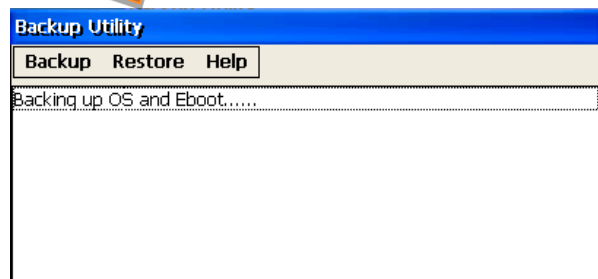 Backup Utility
Backup Restore Help
Backing up OS and Eboot......